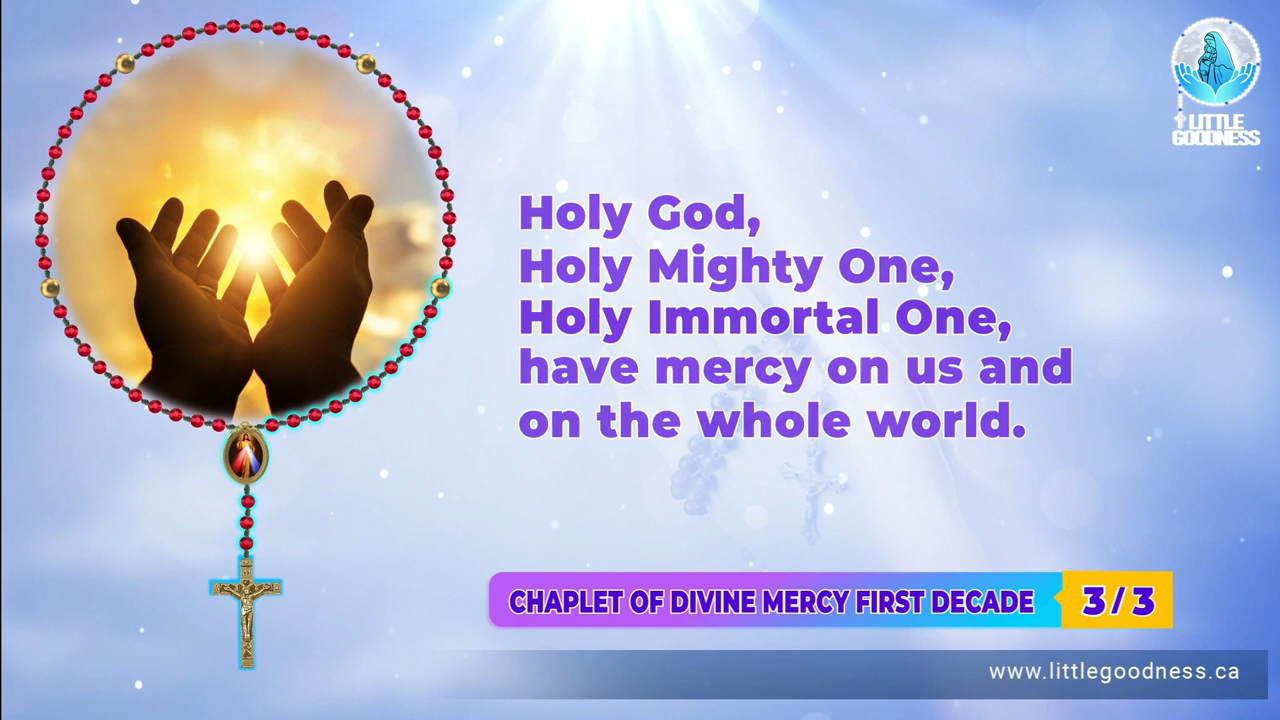 LITTLE
GOODNESS
Holy God,
Holy Mighty One,
Holy Immortal One,
have mercy on us and
on the whole world.
CHAPLET OF DIVINE MERCY FIRST DECADE
3/3
www.littlegoodness.ca